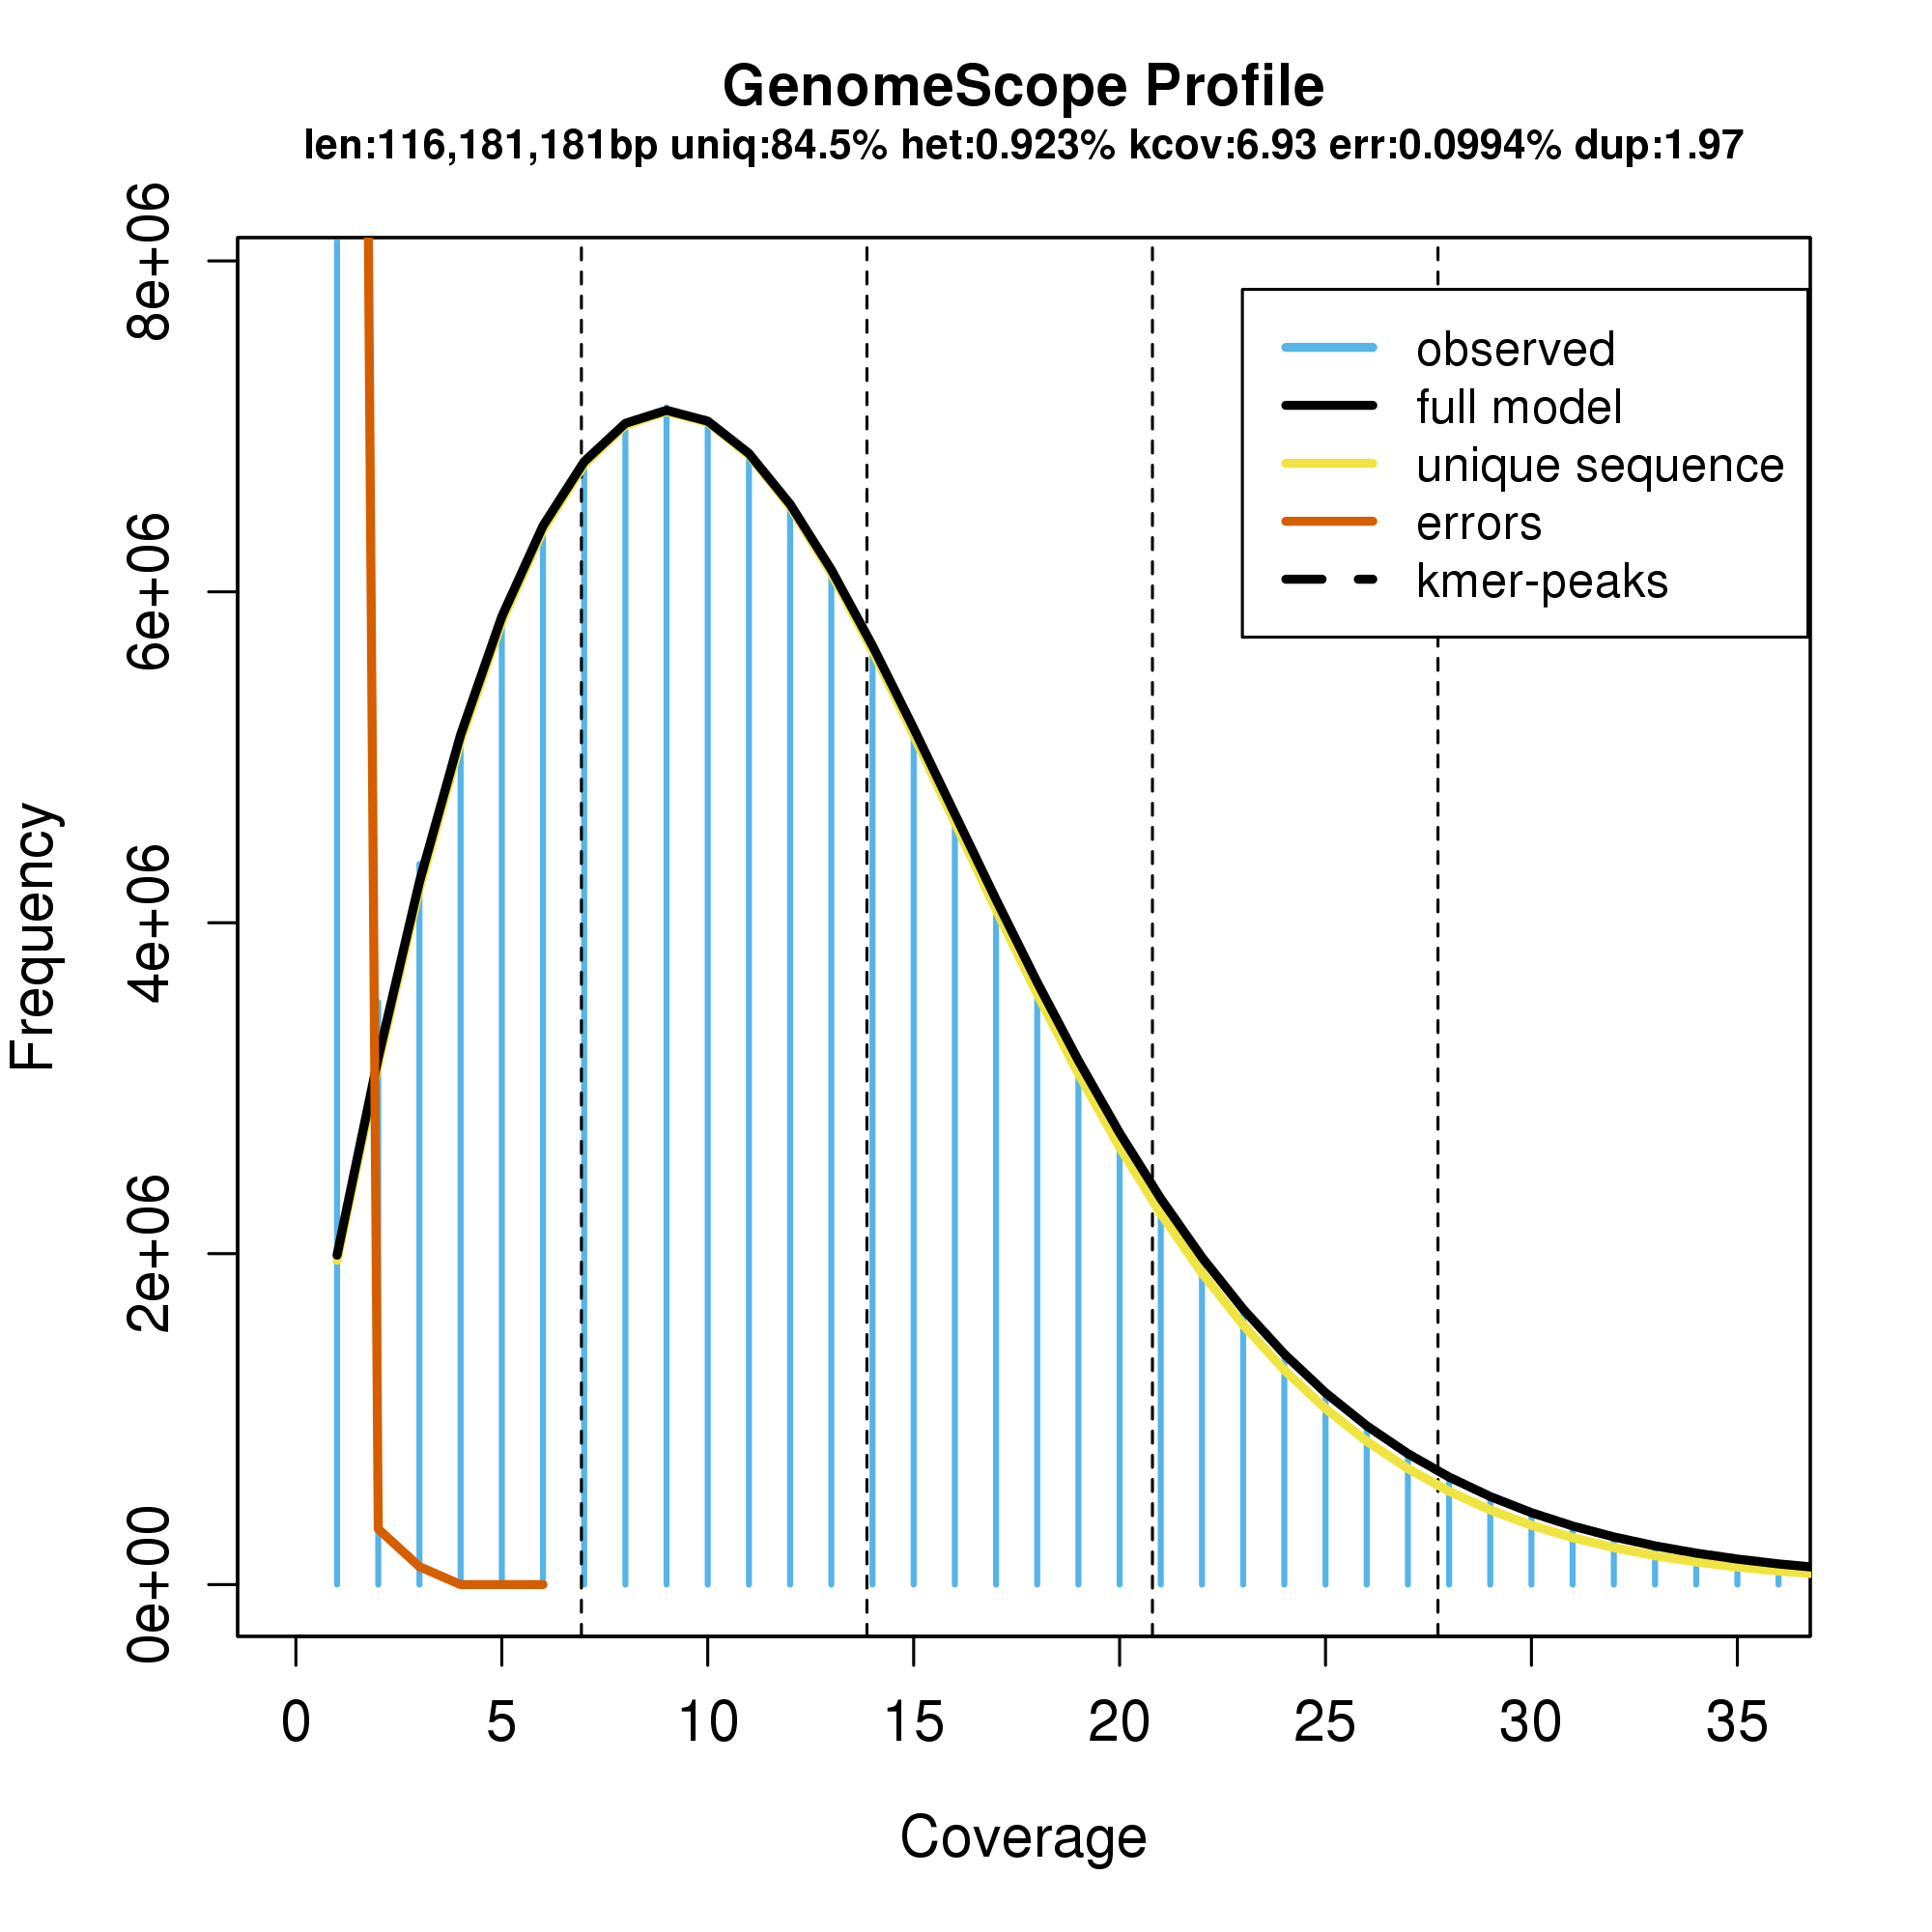 GenomeScope Profile
len:116,181,181bp uniq:84.5% het:0.923% kcov:6.93 err:0.0994% dup:1.97
observed
full model
unique sequence
errors
kmer-peaks
Frequency
8e+06
6e+06
4e+06
2e+06
0e+00
0 5 10 15 20 25 30 35
Coverage